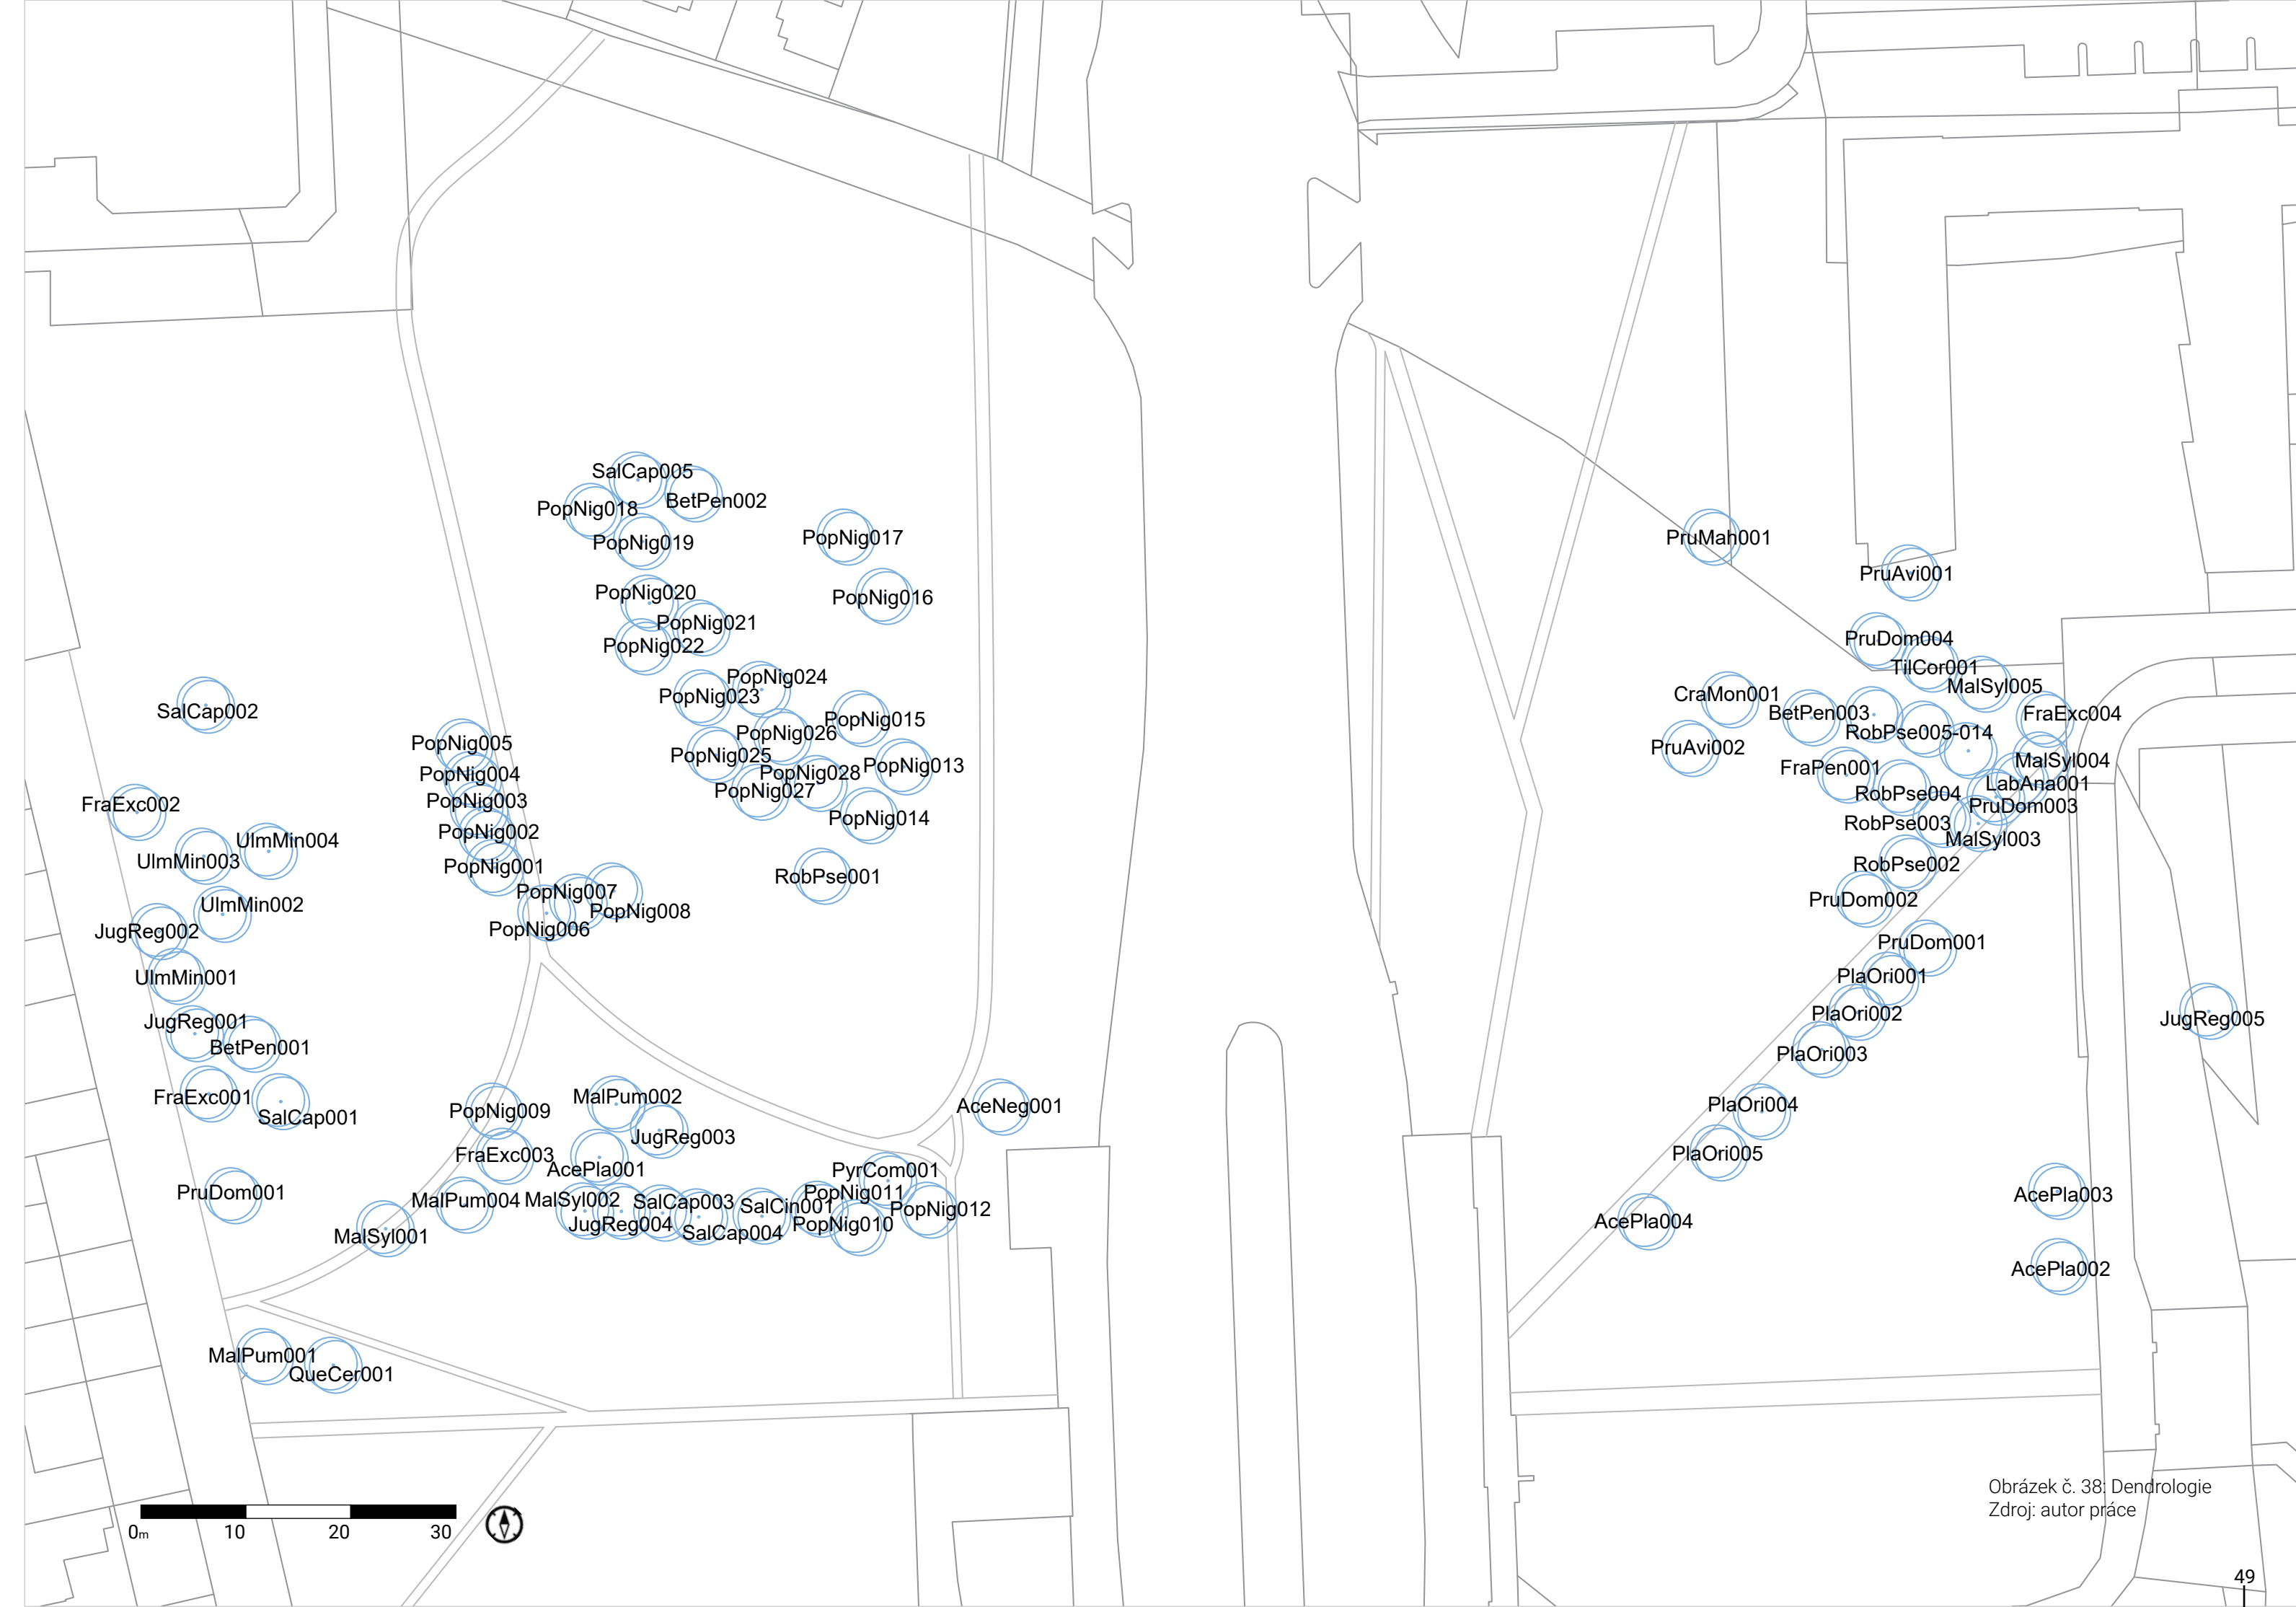 SalCap005
BetPen002
PopNig018
PopNig019
PopNig017
PopNig020
PopNig016
PopNig021
PopNig022
PopNig024
PopNig023
PopNig015
PopNig026
PopNig025
PopNig013
PopNig028
PopNig027
PopNig014
RobPse001
SalCap002
PopNig005
PopNig004
PopNig003
PopNig002
PopNig001
PopNig007
PopNig008
PopNig006
FraExc002
UlmMin004
UlmMin003
UlmMin002
JugReg002
UlmMin001
JugReg001
BetPen001
FraExc001
SalCap001
PruDom001
PopNig009
MalPum002
JugReg003
FraExc003
AcePla001
AceNeg001
PyrCom001
PopNig011
PopNig012
PopNig010
SalCin001
SalCap003
SalCap004
MalSyl002
JugReg004
MalPum004
MalSyl001
MalPum001
QueCer001
PruMah001
PruAvi001
PruDom004
TilCor001
MalSyl005
CraMon001
BetPen003
FraExc004
RobPse005-014
PruAvi002
FraPen001
MalSyl004
LabAna001
RobPse004
PruDom003
RobPse003
MalSyl003
RobPse002
PruDom002
PruDom001
PlaOri001
PlaOri002
PlaOri003
JugReg005
PlaOri004
PlaOri005
AcePla004
AcePla003
AcePla002
0m 10 20 30
Obrázek č. 38: Dendrologie
Zdroj: autor práce
49